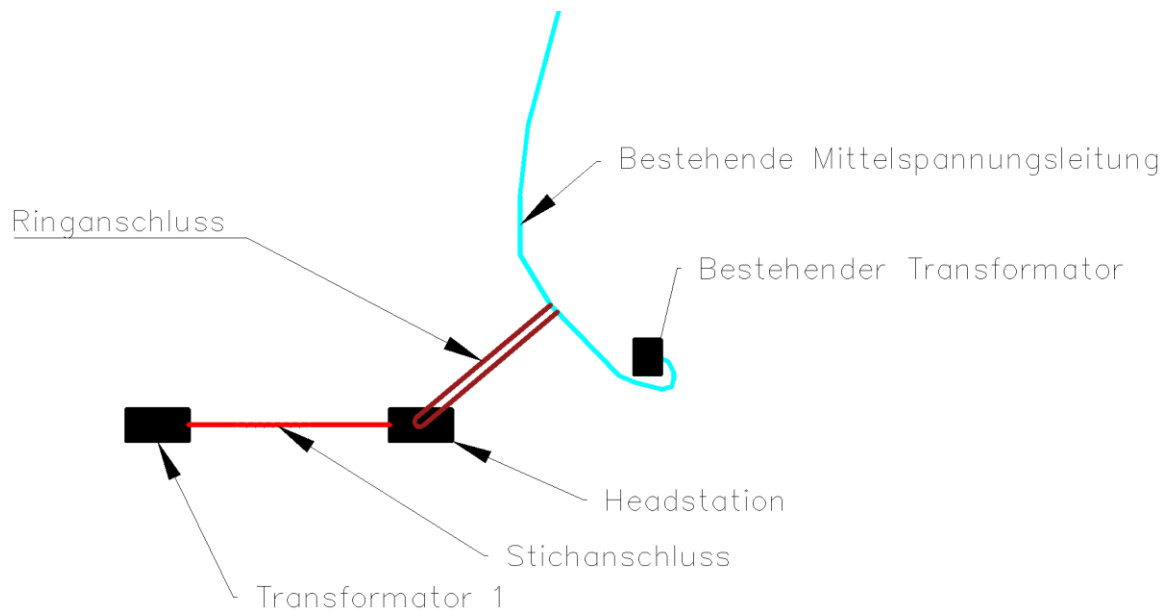 Bestehende Mittelspannungsleitung
Ringanschluss
Bestehender Transformator
Headstation
Stichanschluss
Transformator 1